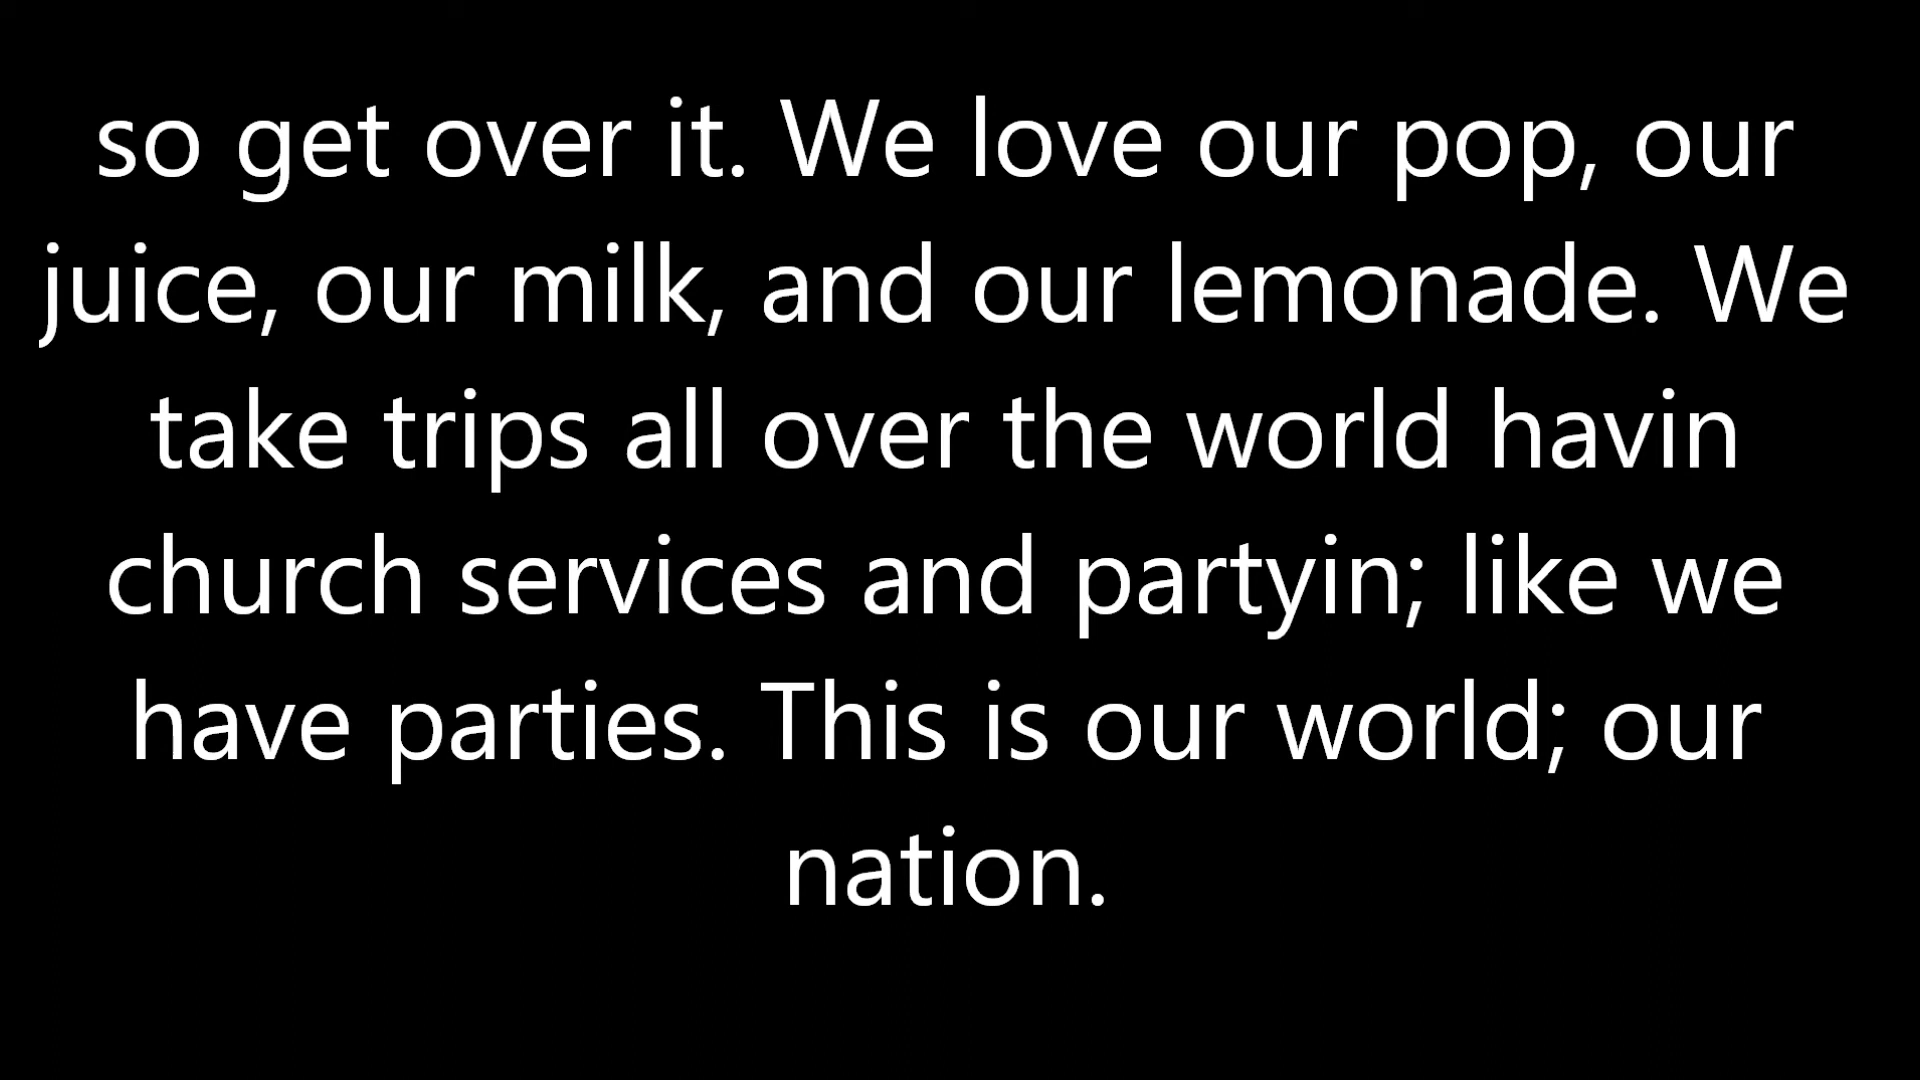 so get over it. We love our pop, our
juice, our milk, and our lemonade. We
take trips all over the world havin
church services and partyin; like we
have parties. This is our world; our
nation.